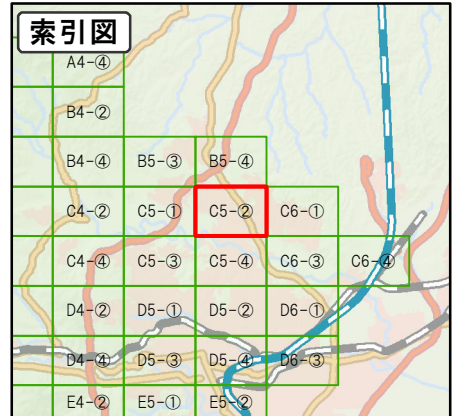 索引図
A4-④
B4-②
B4-④ B5-③ B5-④
C4-② C5-① C5-② C6-①
C4-④ C5-③ C5-④ C6-③ C6-④
D4-② D5-① D5-② D6-①
D4-④ D5-③ D5-④ D6-③
E4-② E5-① E5-②